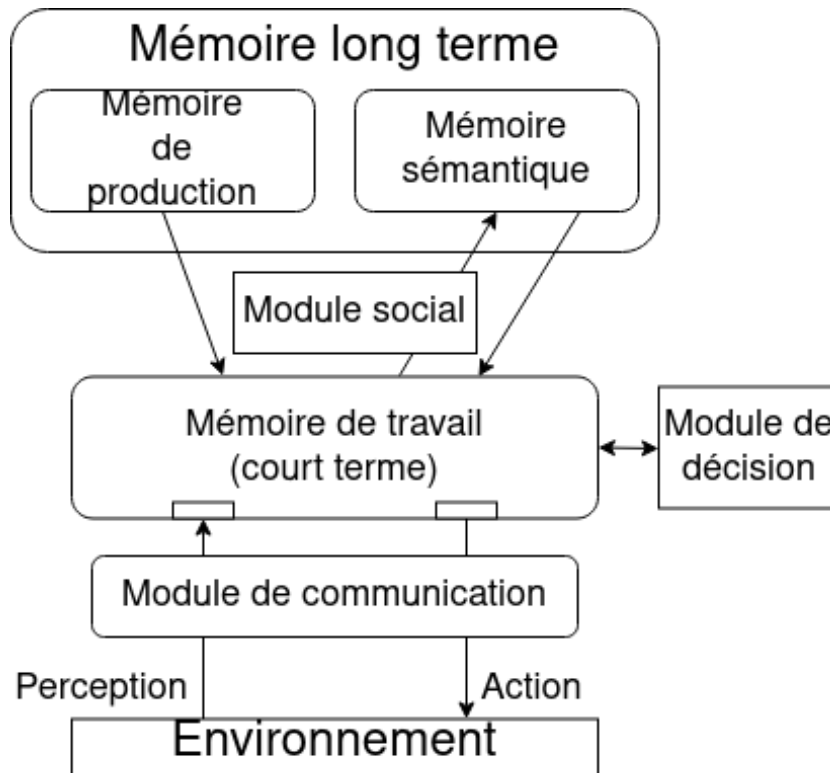 Mémoire long terme
Mémoire
de
production
Mémoire
sémantique
Module social
Mémoire de travail
(court terme)
Module de
décision
Module de communication
Perception
Action
Environnement